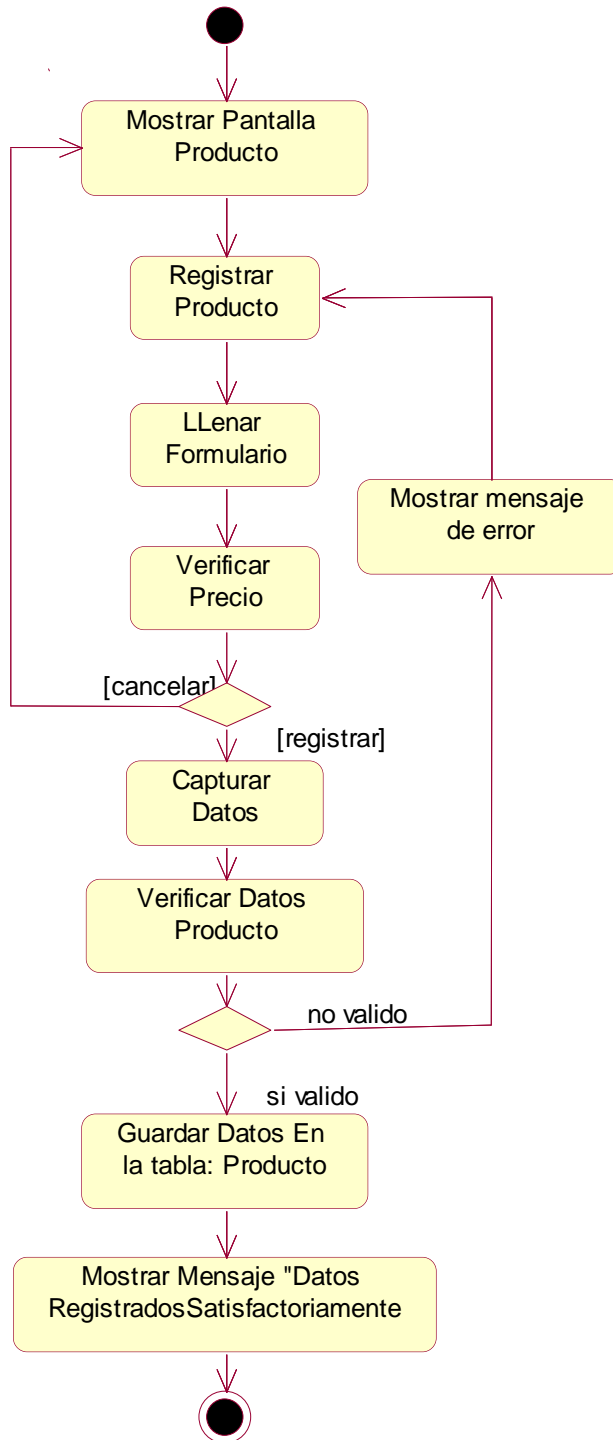 Mostrar Pantalla
Producto
Registrar
Producto
LLenar
Formulario
Mostrar mensaje
de error
Verificar
Precio
[cancelar]
[registrar]
Capturar
Datos
Verificar Datos
Producto
no valido
si valido
Guardar Datos En
la tabla: Producto
Mostrar Mensaje "Datos
RegistradosSatisfactoriamente